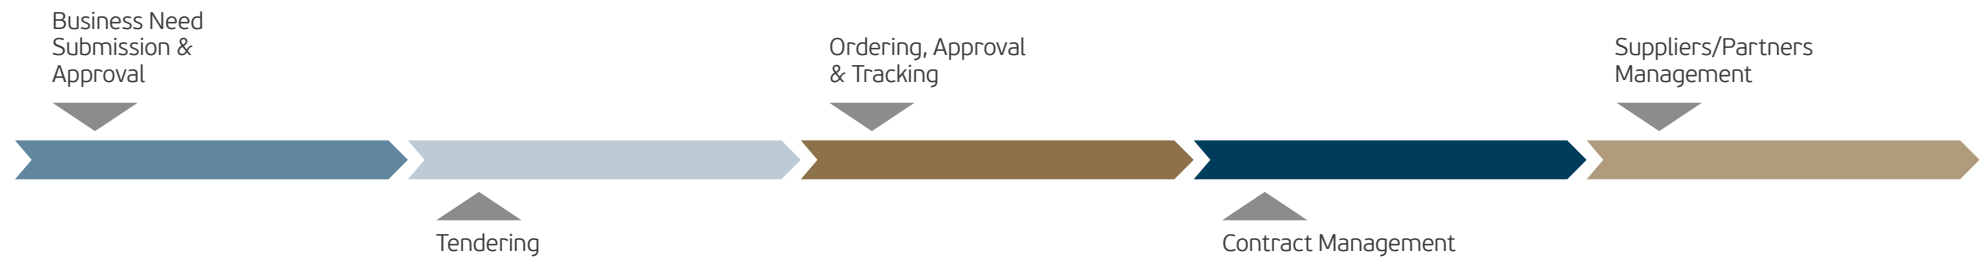 Business Need
Submission &
Approval
Tendering
Ordering, Approval
& Tracking
Contract Management
Suppliers/Partners
Management